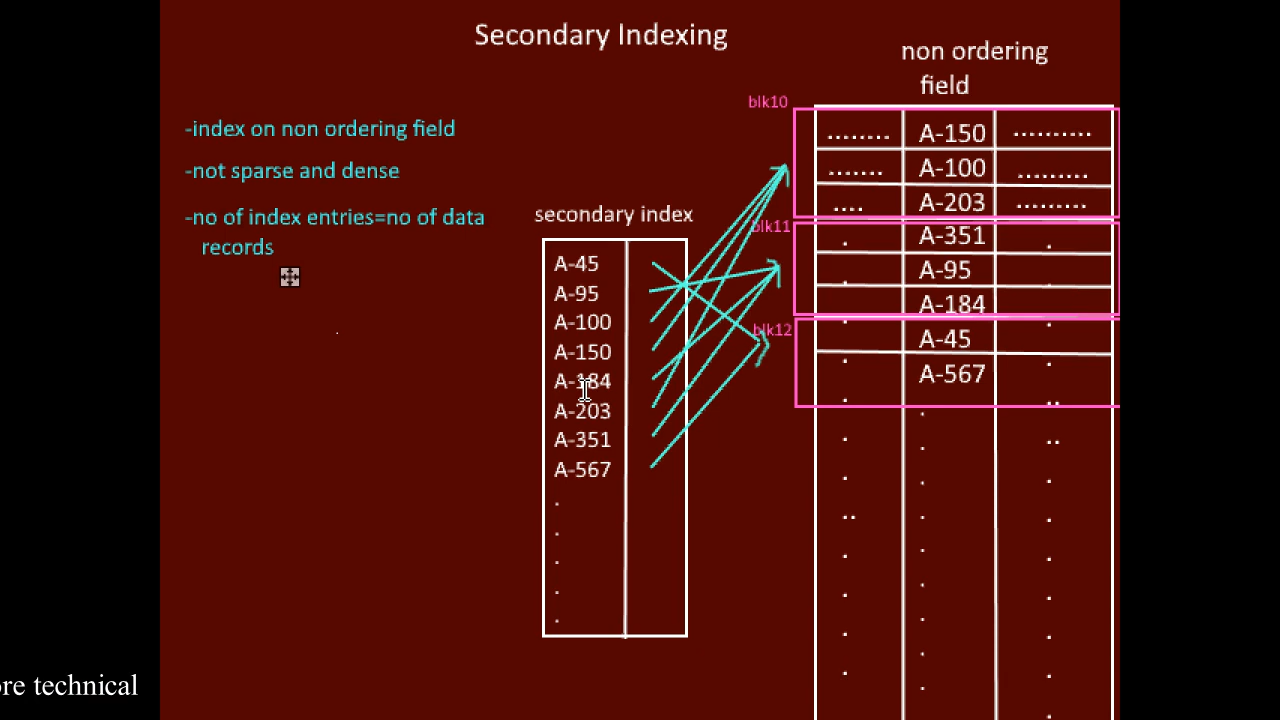 Secondary Indexing
-index on non ordering field
-not sparse and dense
-no of index entries=no of data
records
secondary index
A-45
A-95
A-100
A-150
A-184
A-203
A-351
A-567
non ordering
field
blk10
........ A-150 ..........
....... A-100 .........
.... A-203 .........
blk11
. A-351 .
. A-95 .
. A-184 .
blk12
A-45
A-567
ore technical